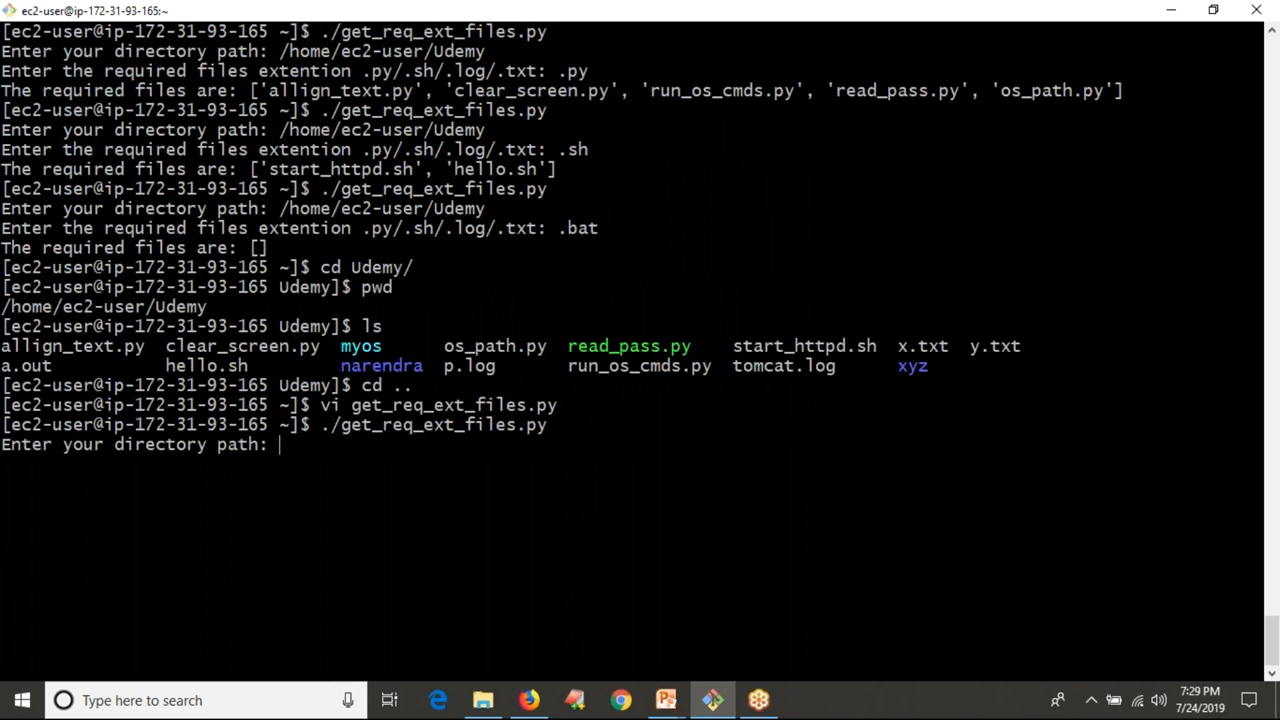 ec2-user@ip-172-31-93-165:~
[ec2-user@ip-172-31-93-165 ~]$ ./get_req_ext_files.py
Enter your directory path: /home/ec2-user/Udemy
Enter the required files extention .py/.sh/.log/.txt: .py
The required files are: ['allign_text.py', 'clear_screen.py', 'run_os_cmds.py', 'read_pass.py', 'os_path.py']
[ec2-user@ip-172-31-93-165 ~]$ ./get_req_ext_files.py
Enter your directory path: /home/ec2-user/Udemy
Enter the required files extention .py/.sh/.log/.txt: .sh
The required files are: ['start_httpd.sh', 'hello.sh']
[ec2-user@ip-172-31-93-165 ~]$ ./get_req_ext_files.py
Enter your directory path: /home/ec2-user/Udemy
Enter the required files extention .py/.sh/.log/.txt: .bat
The required files are: []
[ec2-user@ip-172-31-93-165 ~]$ cd Udemy/
[ec2-user@ip-172-31-93-165 Udemy]$ pwd
/home/ec2-user/Udemy
[ec2-user@ip-172-31-93-165 Udemy]$ ls
allign_text.py  clear_screen.py  myos  os_path.py  read_pass.py  start_httpd.sh  x.txt  y.txt
a.out  hello.sh  narendra  p.log  run_os_cmds.py  tomcat.log  xyz
[ec2-user@ip-172-31-93-165 Udemy]$ cd ..
[ec2-user@ip-172-31-93-165 ~]$ vi get_req_ext_files.py
[ec2-user@ip-172-31-93-165 ~]$ ./get_req_ext_files.py
Enter your directory path:
Type here to search
7:29 PM
7/24/2019